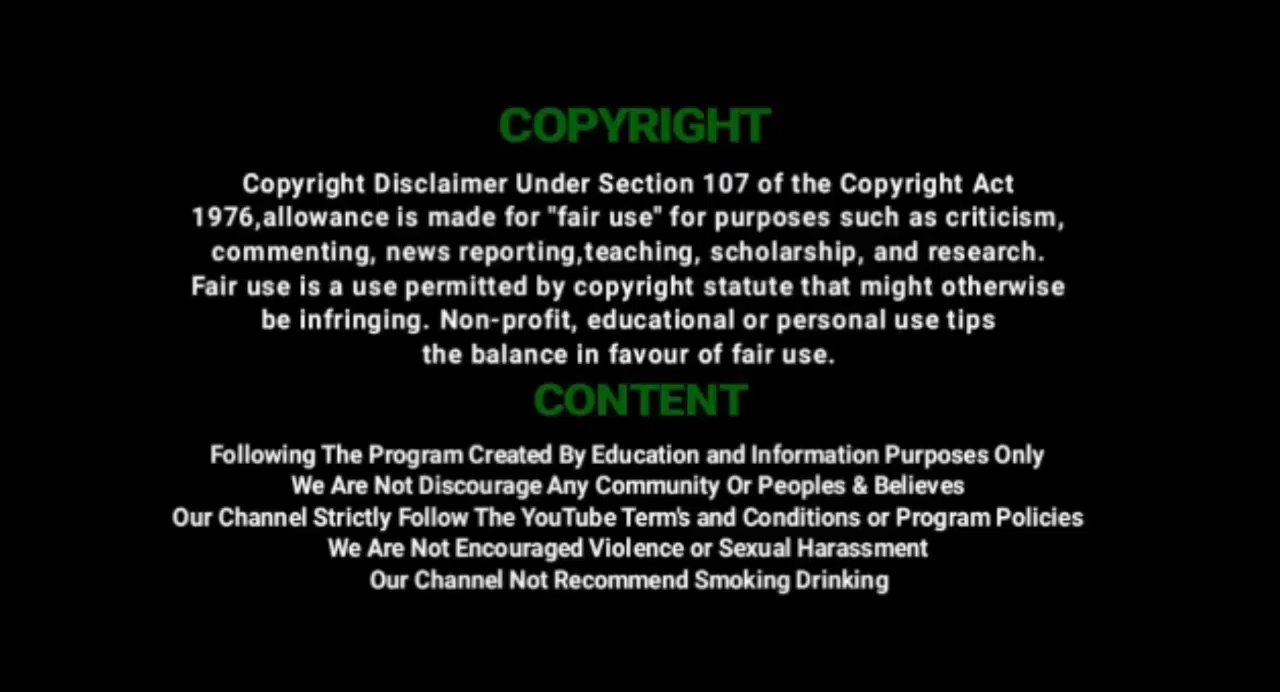 COPYRIGHT
Copyright Disclaimer Under Section 107 of the Copyright Act
1976,allowance is made for "fair use" for purposes such as criticism,
commenting, news reporting,teaching, scholarship, and research.
Fair use is a use permitted by copyright statute that might otherwise
be infringing. Non-profit, educational or personal use tips
the balance in favour of fair use.
CONTENT
Following The Program Created By Education and Information Purposes Only
We Are Not Discourage Any Community Or Peoples & Believes
Our Channel Strictly Follow The YouTube Term's and Conditions or Program Policies
We Are Not Encouraged Violence or Sexual Harassment
Our Channel Not Recommend Smoking Drinking